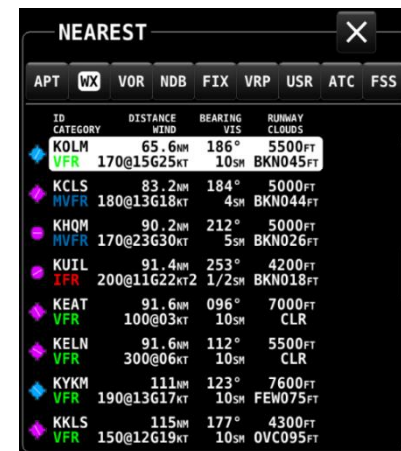 NEAREST
APT WX VOR NDB FIX VRP USR ATC FSS
ID DISTANCE BEARING RUNWAY
CATEGORY WIND VIS CLOUDS
KOLM 65.6NM 186° 5500FT
VFR 170@15G25KT 10SM BKN045FT
KCLS 83.2NM 184° 5000FT
MVFR 180@13G18KT 4SM BKN044FT
KHQM 90.2NM 212° 5000FT
MVFR 170@23G30KT 5SM BKN026FT
KUIL 91.4NM 253° 4200FT
IFR 200@11G22KT2 1/2SM BKN018FT
KEAT 91.6NM 096° 7000FT
VFR 100@03KT 10SM CLR
KELN 91.6NM 112° 5500FT
VFR 300@06KT 10SM CLR
KYKM 111NM 123° 7600FT
VFR 190@13G17KT 10SM FEW075FT
KKLS 115NM 177° 4300FT
VFR 150@12G19KT 10SM OVC095FT